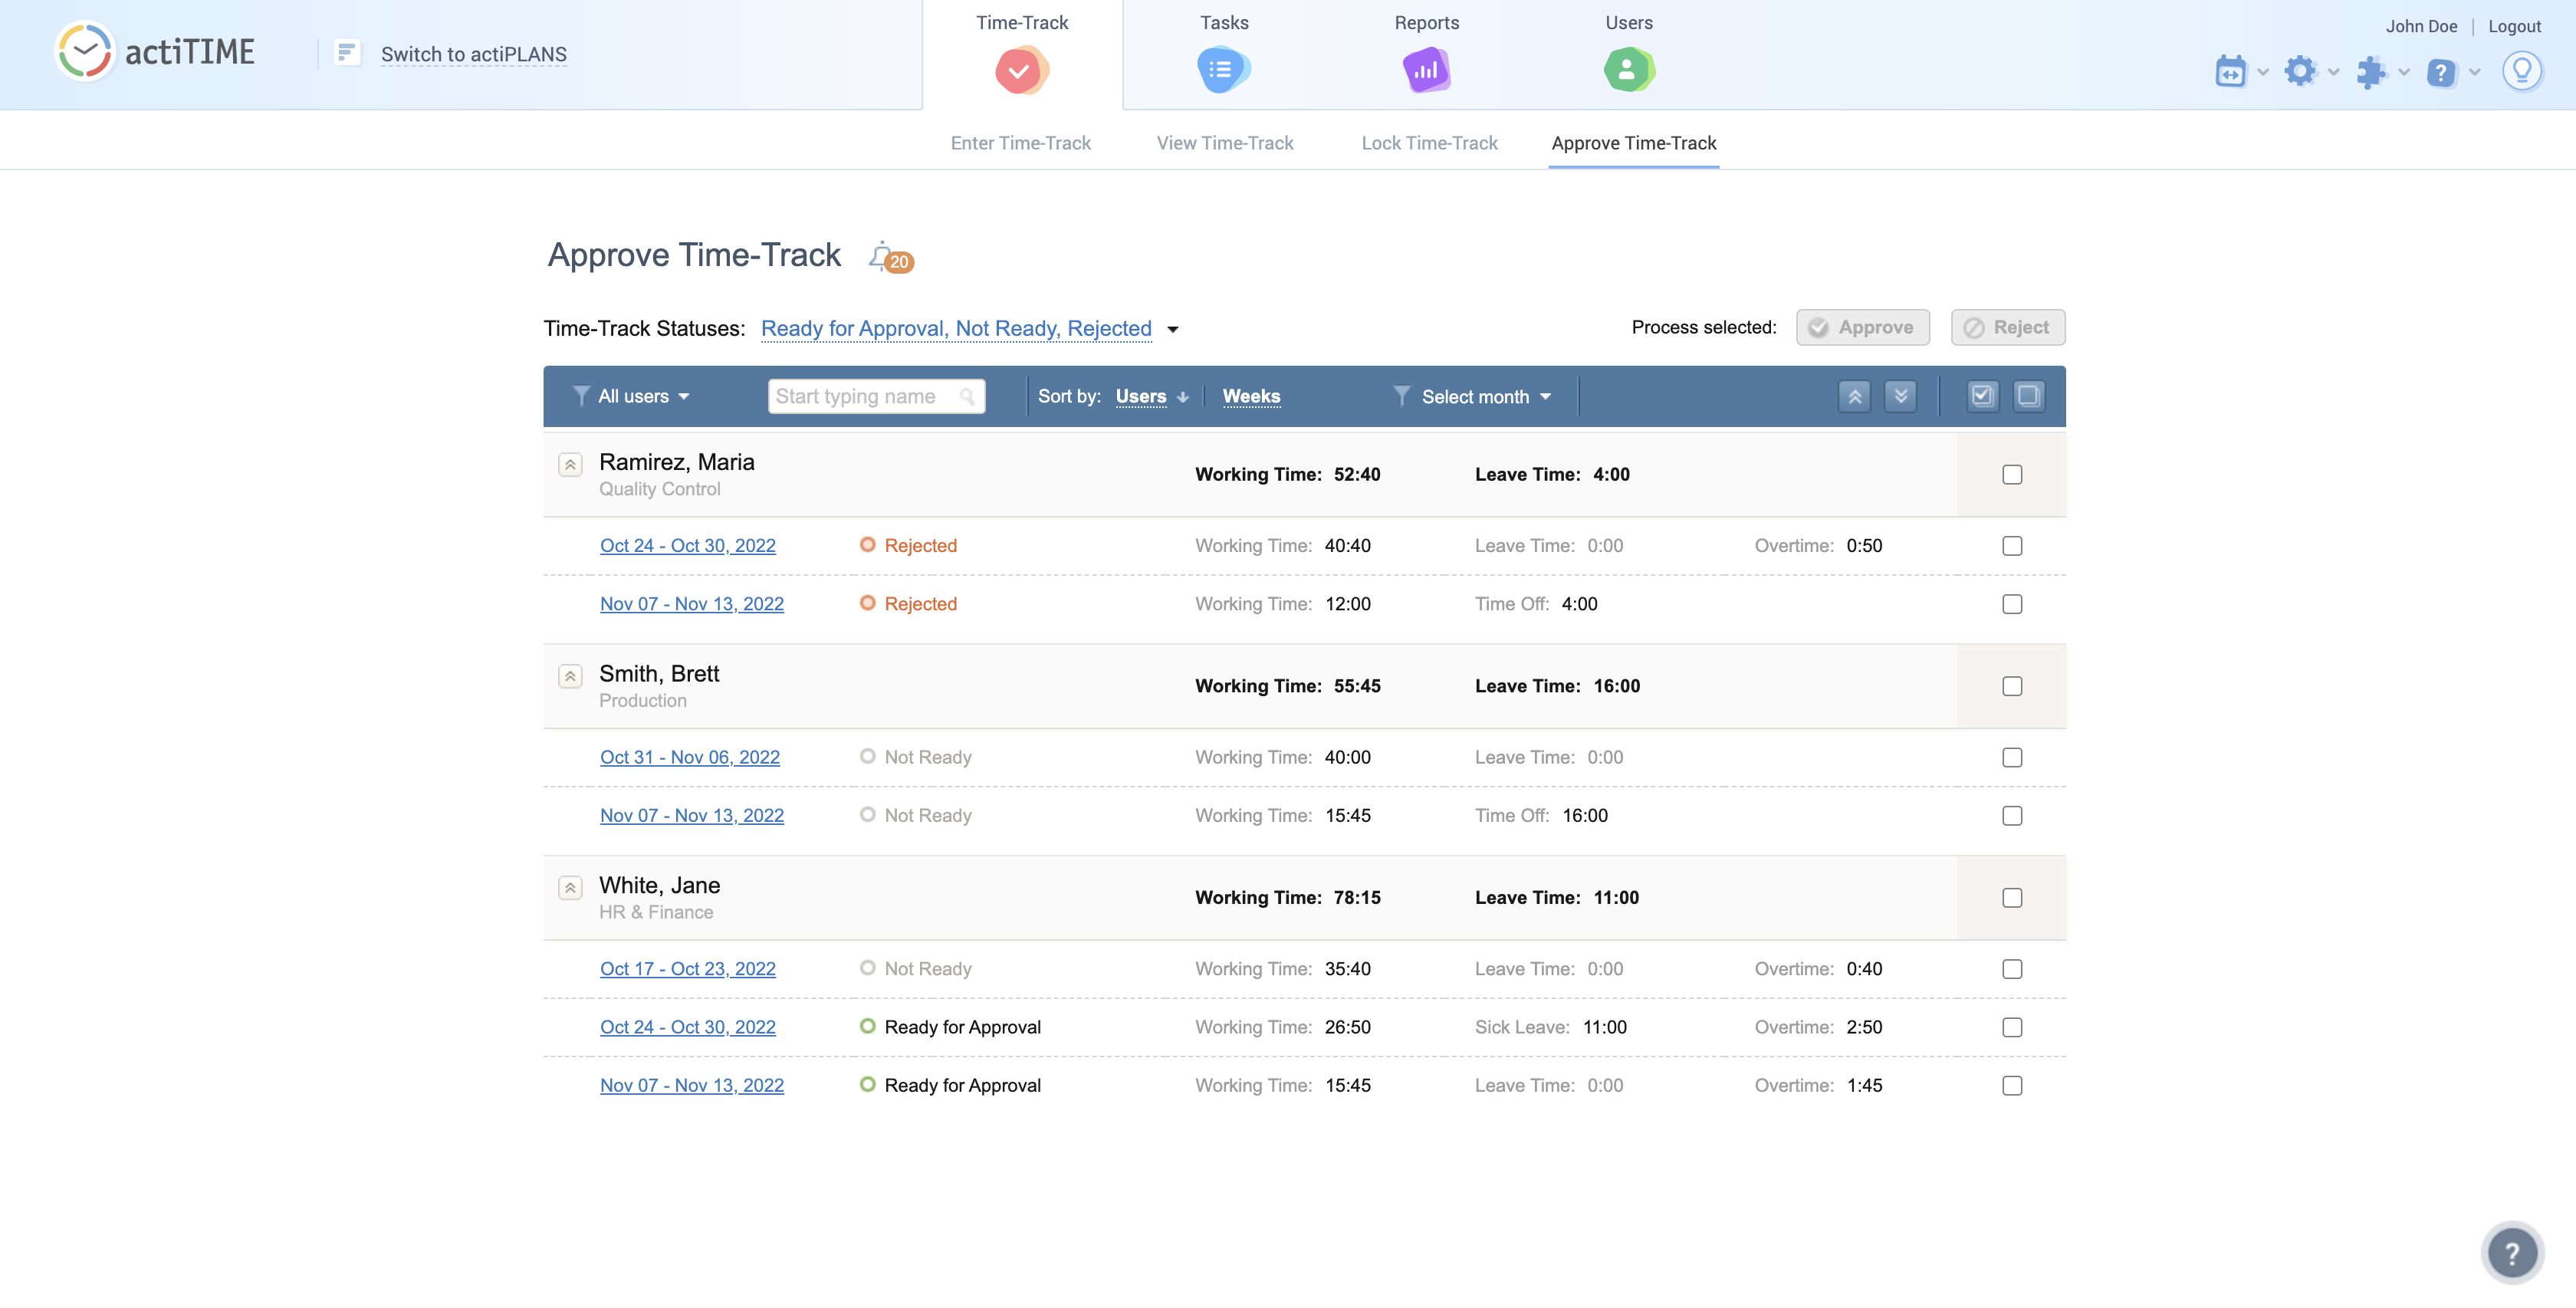 actiTIME
Switch to actiPLANS
Time-Track
Tasks
Reports
Users
John Doe
Logout
?
Enter Time-Track
View Time-Track
Lock Time-Track
Approve Time-Track
Approve Time-Track
20
Time-Track Statuses: Ready for Approval, Not Ready, Rejected
Process selected: Approve Reject
All users
Start typing name
Sort by: Users Weeks
Select month
Ramirez, Maria
Quality Control
Working Time: 52:40 Leave Time: 4:00
Oct 24 - Oct 30, 2022 Rejected Working Time: 40:40 Leave Time: 0:00 Overtime: 0:50
Nov 07 - Nov 13, 2022 Rejected Working Time: 12:00 Time Off: 4:00
Smith, Brett
Production
Working Time: 55:45 Leave Time: 16:00
Oct 31 - Nov 06, 2022 Not Ready Working Time: 40:00 Leave Time: 0:00
Nov 07 - Nov 13, 2022 Not Ready Working Time: 15:45 Time Off: 16:00
White, Jane
HR & Finance
Working Time: 78:15 Leave Time: 11:00
Oct 17 - Oct 23, 2022 Not Ready Working Time: 35:40 Leave Time: 0:00 Overtime: 0:40
Oct 24 - Oct 30, 2022 Ready for Approval Working Time: 26:50 Sick Leave: 11:00 Overtime: 2:50
Nov 07 - Nov 13, 2022 Ready for Approval Working Time: 15:45 Leave Time: 0:00 Overtime: 1:45
?